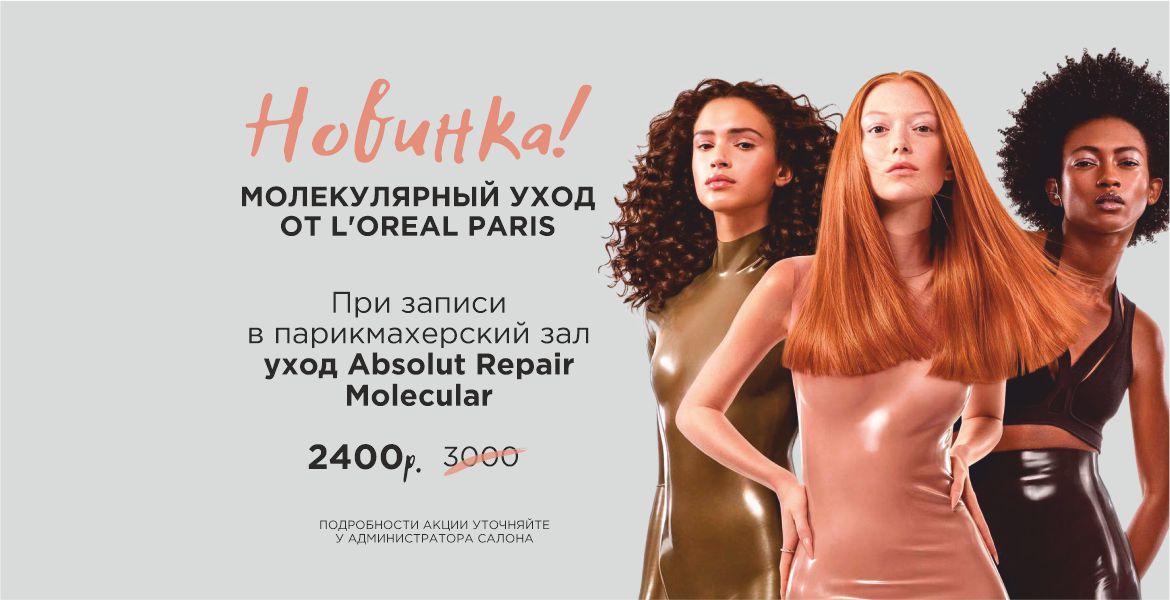 Новинка!
МОЛЕКУЛЯРНЫЙ УХОД
ОТ L'OREAL PARIS
При записи
в парикмахерский зал
уход Absolut Repair
Molecular
2400р. 3000
ПОДРОБНОСТИ АКЦИИ УТОЧНЯЙТЕ
У АДМИНИСТРАТОРА САЛОНА